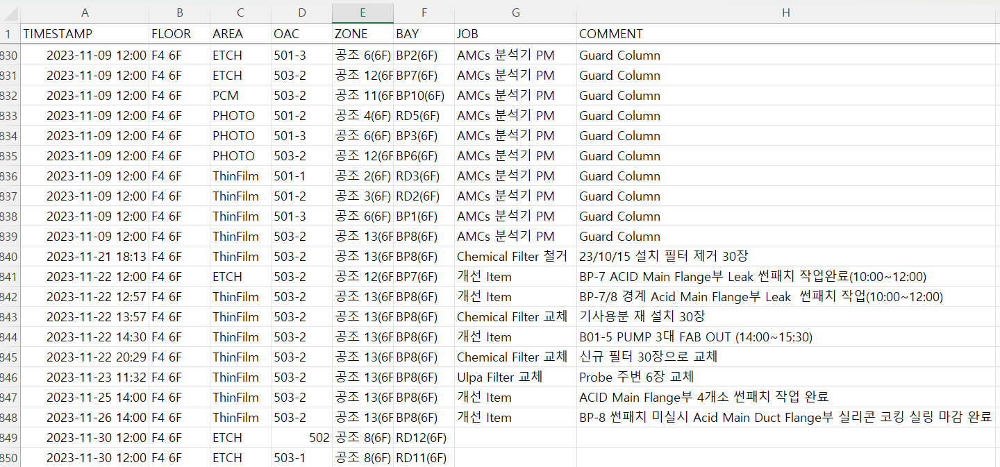 A B C D E F G H
1 TIMESTAMP FLOOR AREA OAC ZONE BAY JOB COMMENT
830 2023-11-09 12:00 F4 6F ETCH 501-3 공조 6(6F) BP2(6F) AMCs 분석기 PM Guard Column
831 2023-11-09 12:00 F4 6F ETCH 503-2 공조 12(6F BP7(6F) AMCs 분석기 PM Guard Column
832 2023-11-09 12:00 F4 6F PCM 503-2 공조 11(6F BP10(6F) AMCs 분석기 PM Guard Column
833 2023-11-09 12:00 F4 6F PHOTO 501-2 공조 4(6F) RD5(6F) AMCs 분석기 PM Guard Column
834 2023-11-09 12:00 F4 6F PHOTO 501-3 공조 6(6F) BP3(6F) AMCs 분석기 PM Guard Column
835 2023-11-09 12:00 F4 6F PHOTO 503-2 공조 12(6F BP6(6F) AMCs 분석기 PM Guard Column
836 2023-11-09 12:00 F4 6F ThinFilm 501-1 공조 2(6F) RD3(6F) AMCs 분석기 PM Guard Column
837 2023-11-09 12:00 F4 6F ThinFilm 501-2 공조 3(6F) RD2(6F) AMCs 분석기 PM Guard Column
838 2023-11-09 12:00 F4 6F ThinFilm 501-3 공조 6(6F) BP1(6F) AMCs 분석기 PM Guard Column
839 2023-11-09 12:00 F4 6F ThinFilm 503-2 공조 13(6F BP8(6F) AMCs 분석기 PM Guard Column
840 2023-11-21 18:13 F4 6F ThinFilm 503-2 공조 13(6F BP8(6F) Chemical Filter 철거 23/10/15 설치 필터 제거 30장
841 2023-11-22 12:00 F4 6F ETCH 503-2 공조 12(6F BP7(6F) 개선 Item BP-7 ACID Main Flange부 Leak 썬패치 작업완료(10:00~12:00)
842 2023-11-22 12:57 F4 6F ThinFilm 503-2 공조 13(6F BP8(6F) 개선 Item BP-7/8 경계 Acid Main Flange부 Leak  썬패치 작업(10:00~12:00)
843 2023-11-22 13:57 F4 6F ThinFilm 503-2 공조 13(6F BP8(6F) Chemical Filter 교체 기사용분 재 설치 30장
844 2023-11-22 14:30 F4 6F ThinFilm 503-2 공조 13(6F BP8(6F) 개선 Item B01-5 PUMP 3대 FAB OUT (14:00~15:30)
845 2023-11-22 20:29 F4 6F ThinFilm 503-2 공조 13(6F BP8(6F) Chemical Filter 교체 신규 필터 30장으로 교체
846 2023-11-23 11:32 F4 6F ThinFilm 503-2 공조 13(6F BP8(6F) Ulpa Filter 교체 Probe 주변 6장 교체
847 2023-11-25 14:00 F4 6F ThinFilm 503-2 공조 13(6F BP8(6F) 개선 Item ACID Main Flange부 4개소 썬패치 작업 완료
848 2023-11-26 14:00 F4 6F ThinFilm 503-2 공조 13(6F BP8(6F) 개선 Item BP-8 썬패치 미실시 Acid Main Duct Flange부 실리콘 코킹 실링 마감 완료
849 2023-11-30 12:00 F4 6F ETCH 502 공조 8(6F) RD12(6F)
850 2023-11-30 12:00 F4 6F ETCH 503-1 공조 8(6F) RD11(6F)